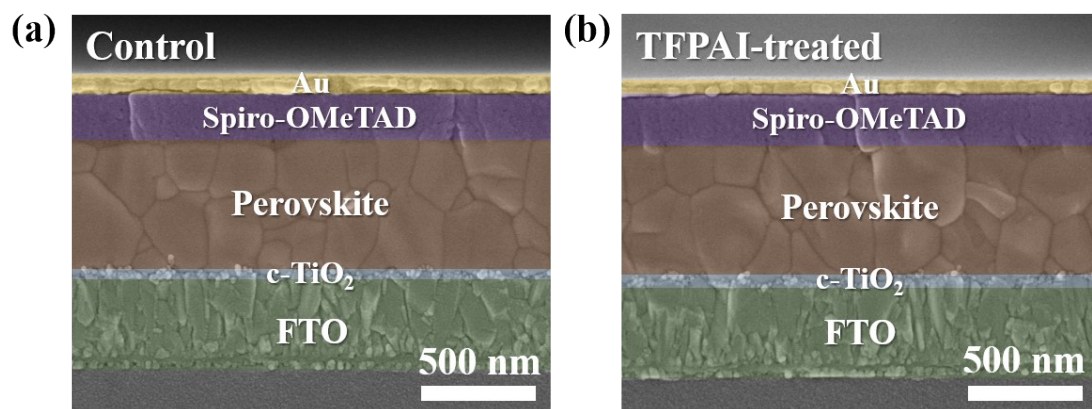 (a)
Control
Au
Spiro-OMeTAD
Perovskite
c-TiO₂
FTO
500 nm
(b)
TFPAI-treated
Au
Spiro-OMeTAD
Perovskite
c-TiO₂
FTO
500 nm